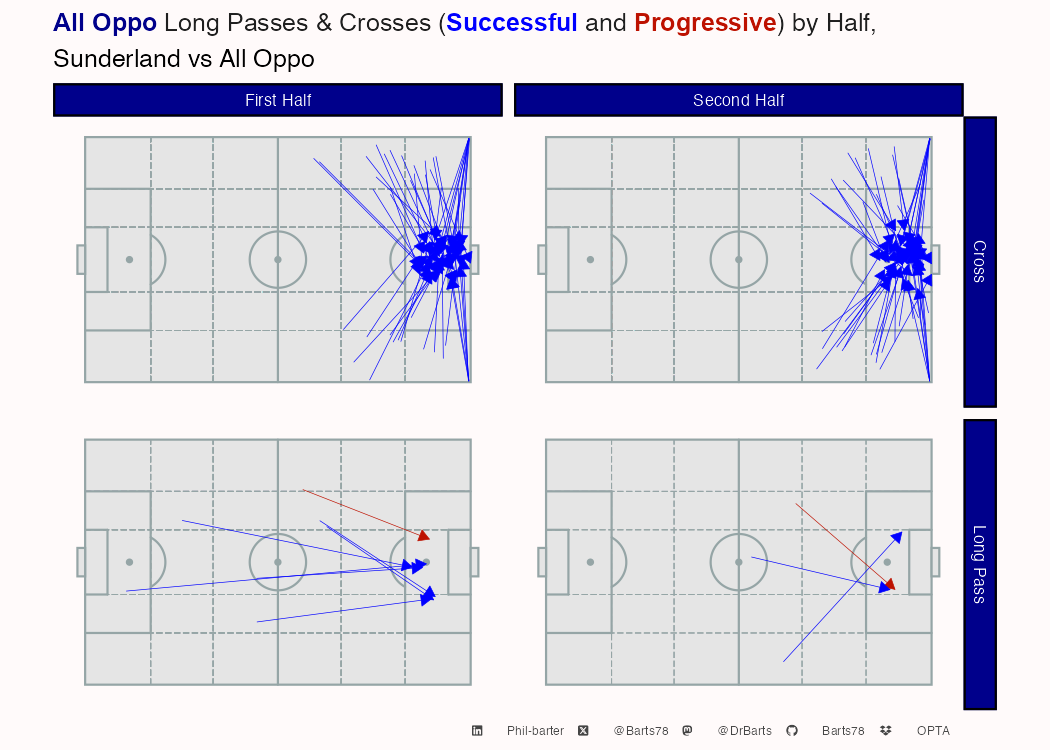 All Oppo Long Passes & Crosses (Successful and Progressive) by Half,
Sunderland vs All Oppo
First Half
Second Half
Cross
Long Pass
Phil-barter @Barts78 @DrBarts Barts78 OPTA